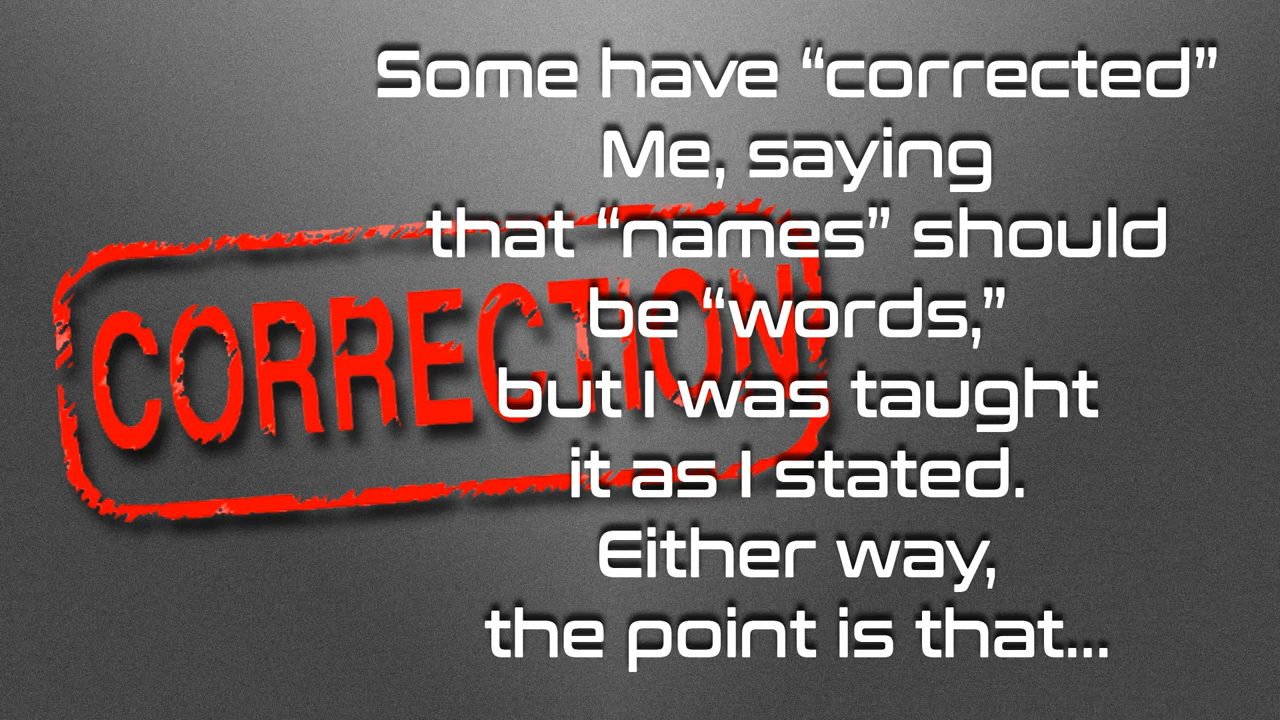 Some have “corrected”
Me, saying
that “names” should
be “words,”
but I was taught
it as I stated.
Either way,
the point is that...
CORRECTION